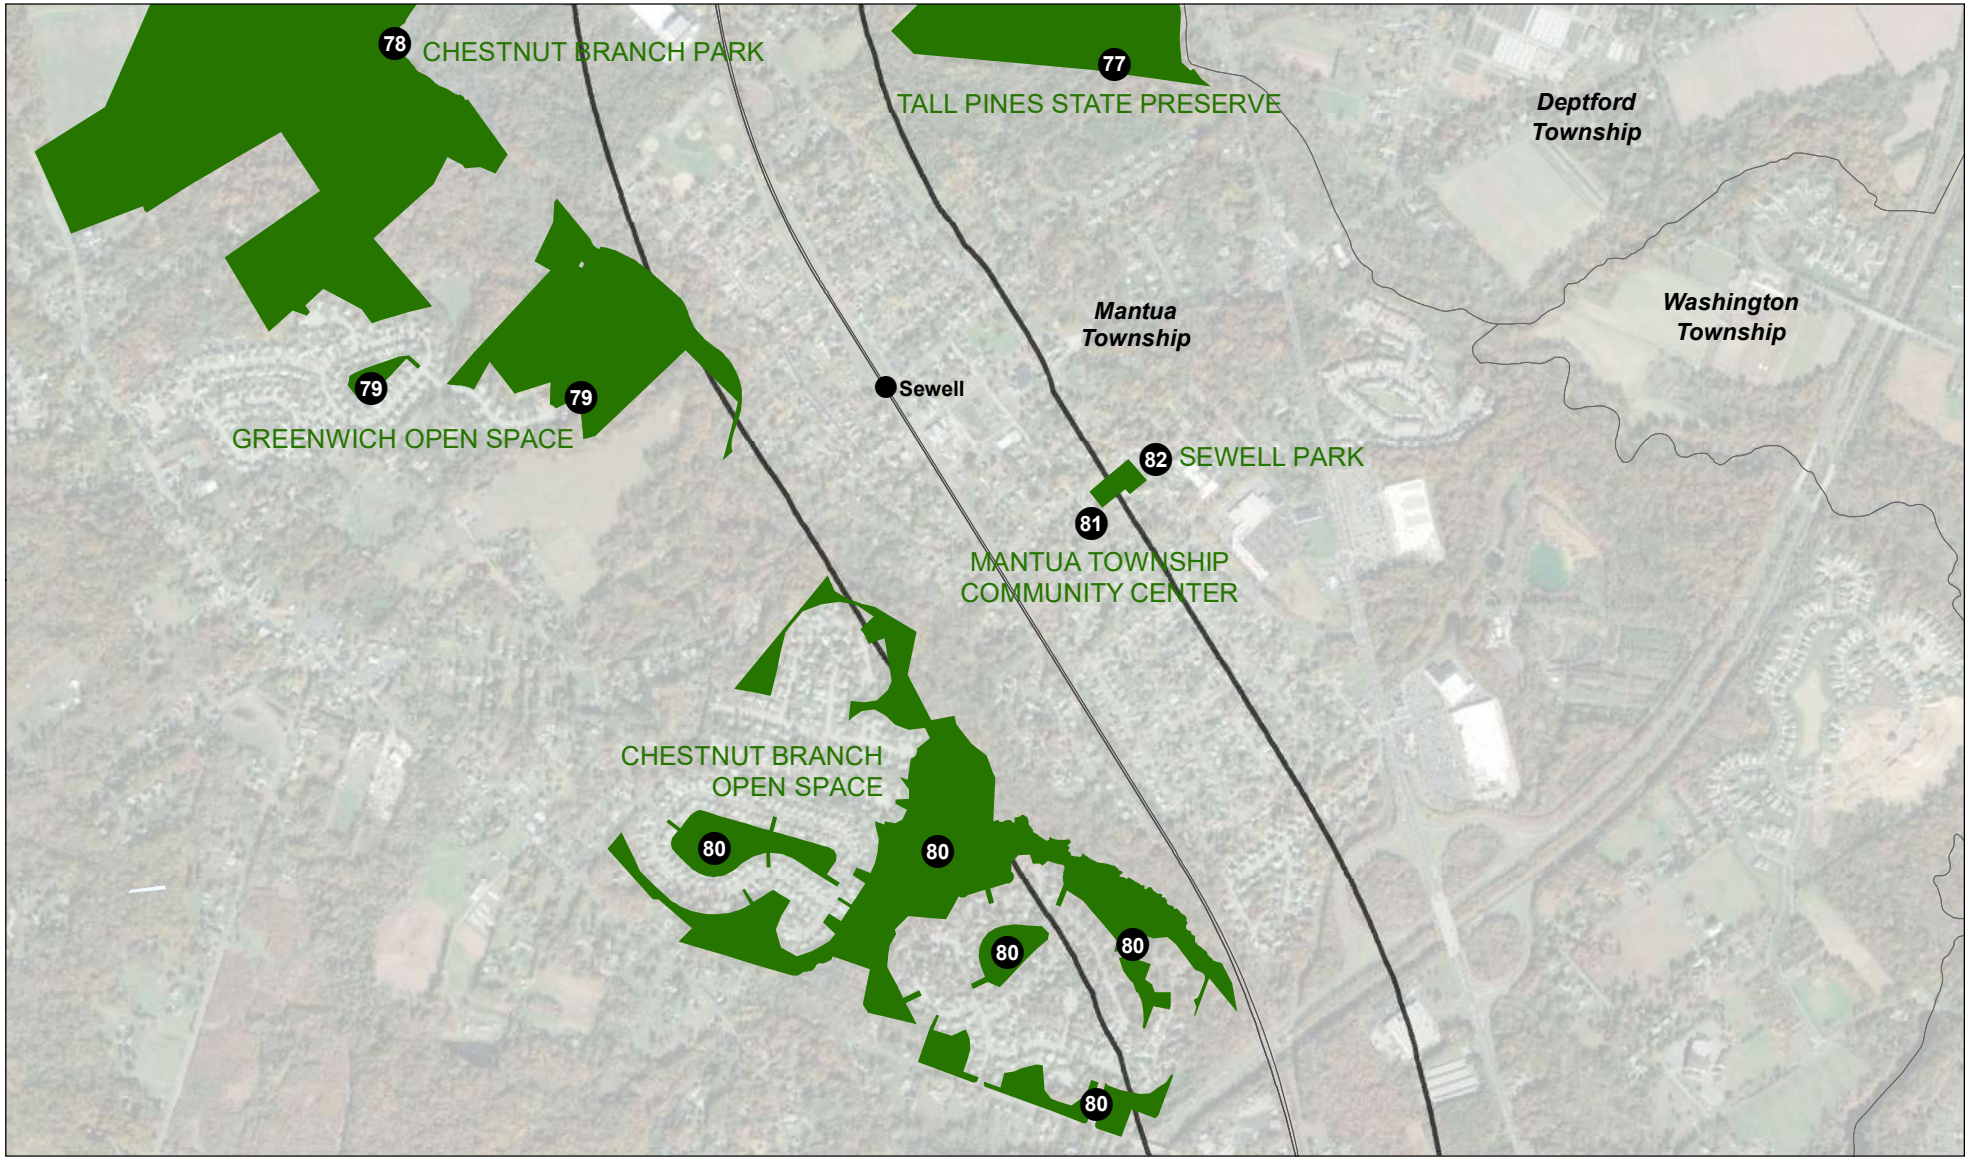 78 CHESTNUT BRANCH PARK
77
TALL PINES STATE PRESERVE
Deptford
Township
Mantua
Township
Washington
Township
79
79
GREENWICH OPEN SPACE
Sewell
82 SEWELL PARK
81
MANTUA TOWNSHIP
COMMUNITY CENTER
CHESTNUT BRANCH
OPEN SPACE
80
80
80
80
80